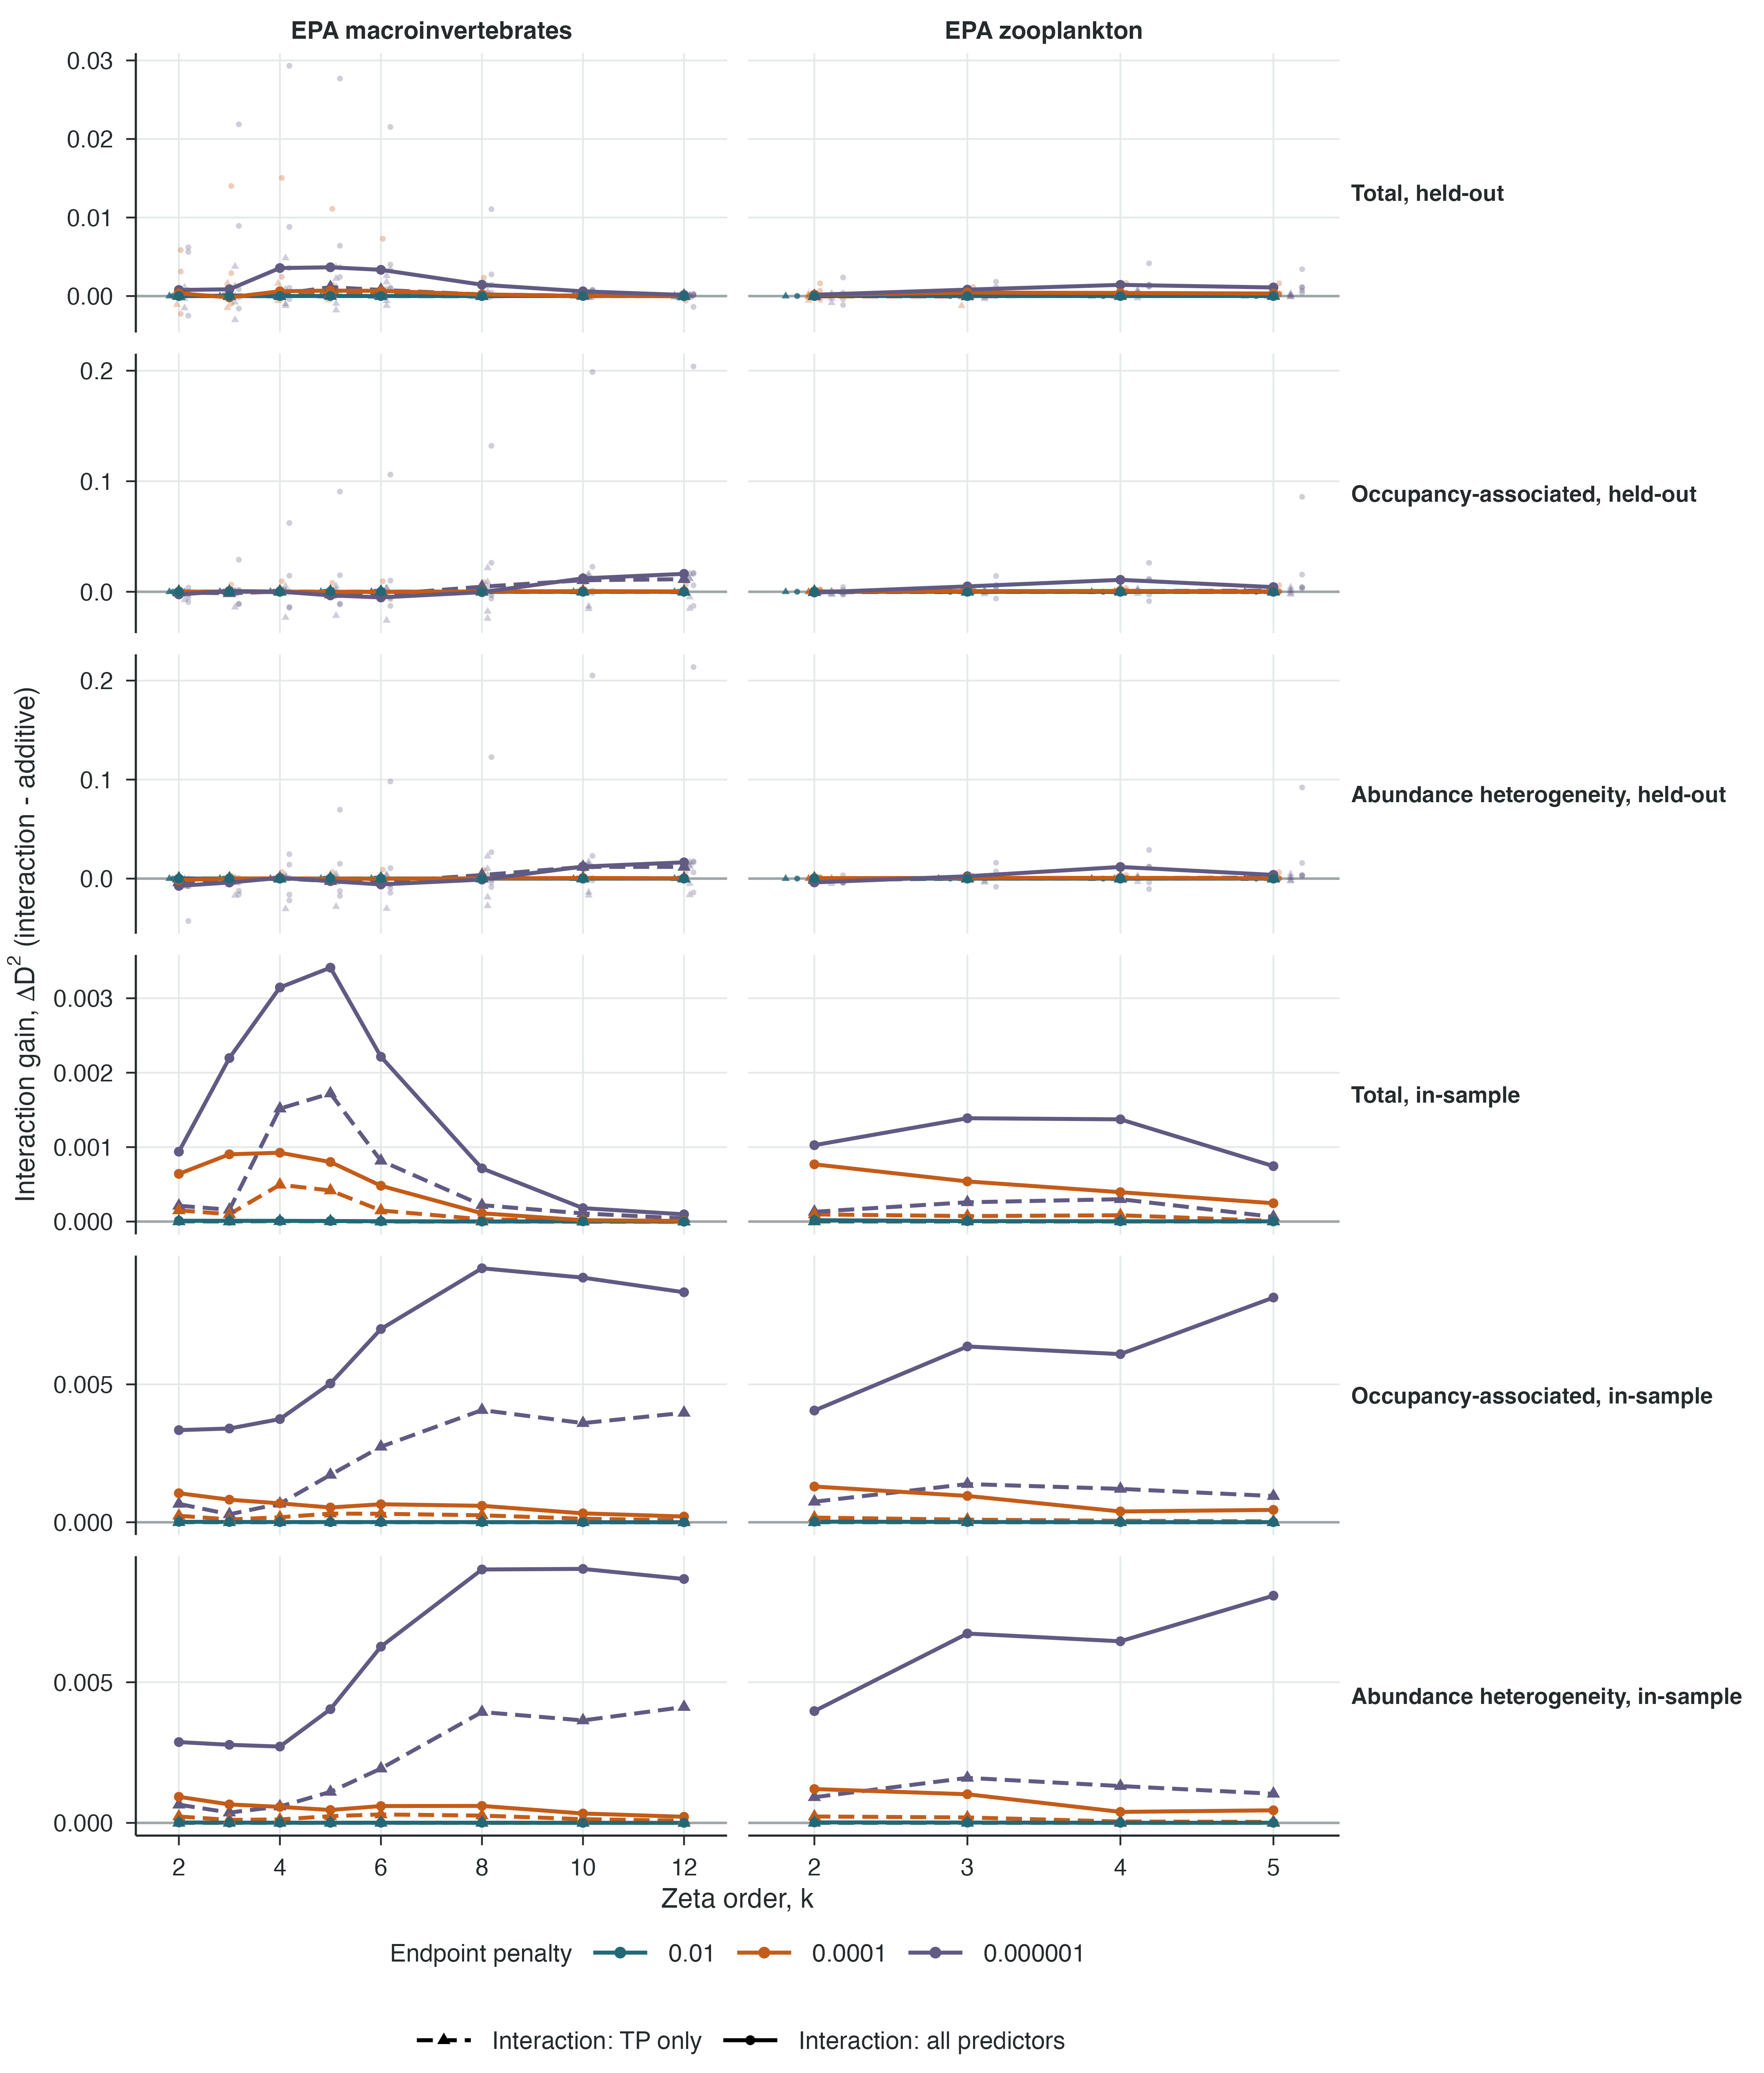 EPA macroinvertebrates
EPA zooplankton
0.03
0.02
0.01
0.00
Total, held-out
0.2
0.1
0.0
Occupancy-associated, held-out
0.2
0.1
0.0
Abundance heterogeneity, held-out
0.003
0.002
0.001
0.000
Total, in-sample
0.005
0.000
Occupancy-associated, in-sample
0.005
0.000
Abundance heterogeneity, in-sample
Interaction gain, ΔD² (interaction - additive)
2 4 6 8 10 12
2 3 4 5
Zeta order, k
Endpoint penalty 0.01 0.0001 0.000001
Interaction: TP only Interaction: all predictors